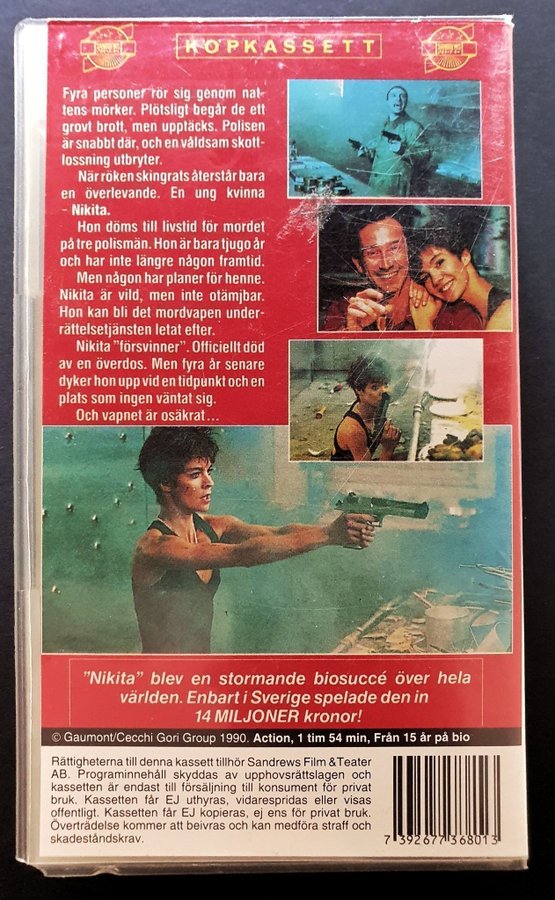 KÖPKASSETT
Fyra personer rör sig genom nat-
tens mörker. Plötsligt begår de ett
grovt brott, men upptäcks. Polisen
är snabbt där, och en våldsam skott-
lossning utbryter.
När röken skingrats återstår bara
en överlevande. En ung kvinna
– Nikita.
Hon döms till livstid för mordet
på tre polismän. Hon är bara tjugo år
och har inte längre någon framtid.
Men någon har planer för henne.
Nikita är vild, men inte otämjbar.
Hon kan bli det mordvapen under-
rättelsetjänsten letat efter.
Nikita "försvinner". Officiellt död
av en överdos. Men fyra år senare
dyker hon upp vid en tidpunkt och en
plats som ingen väntat sig.
Och vapnet är osäkrat...
"Nikita" blev en stormande biosuccé över hela
världen. Enbart i Sverige spelade den in
14 MILJONER kronor!
© Gaumont/Cecchi Gori Group 1990. Action, 1 tim 54 min, Från 15 år på bio
Rättigheterna till denna kassett tillhör Sandrews Film & Teater
AB. Programinnehåll skyddas av upphovsrättslagen och
kassetten är endast till försäljning till konsument för privat
bruk. Kassetten får EJ uthyras, vidarespridas eller visas
offentligt. Kassetten får EJ kopieras, ej ens för privat bruk.
Överträdelse kommer att beivras och kan medföra straff och
skadeståndskrav.
7 392677 368013